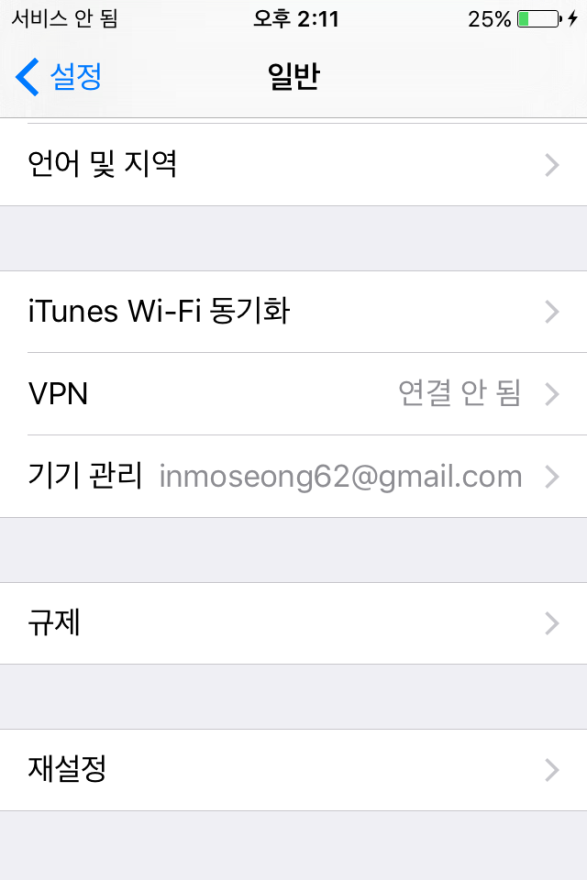 서비스 안 됨 오후 2:11 25%
설정 일반
언어 및 지역
iTunes Wi-Fi 동기화
VPN 연결 안 됨
기기 관리 inmoseong62@gmail.com
규제
재설정